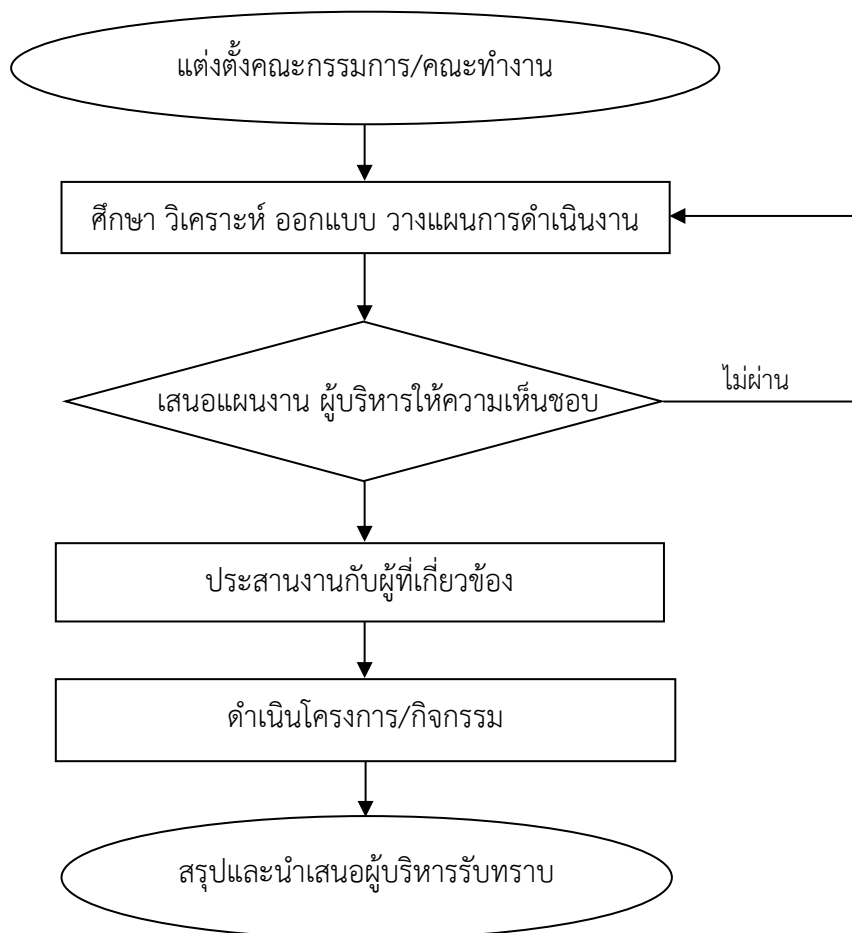 แต่งตั้งคณะกรรมการ/คณะทำงาน
ศึกษา วิเคราะห์ ออกแบบ วางแผนการดำเนินงาน
เสนอแผนงาน ผู้บริหารให้ความเห็นชอบ
ไม่ผ่าน
ประสานงานกับผู้ที่เกี่ยวข้อง
ดำเนินโครงการ/กิจกรรม
สรุปและนำเสนอผู้บริหารรับทราบ